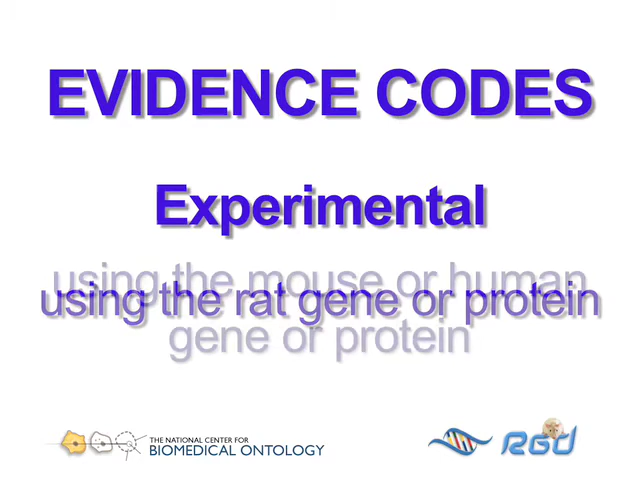 EVIDENCE CODES
Experimental
using the mouse or human
using the rat gene or protein
gene or protein
THE NATIONAL CENTER FOR
BIOMEDICAL ONTOLOGY
RGD